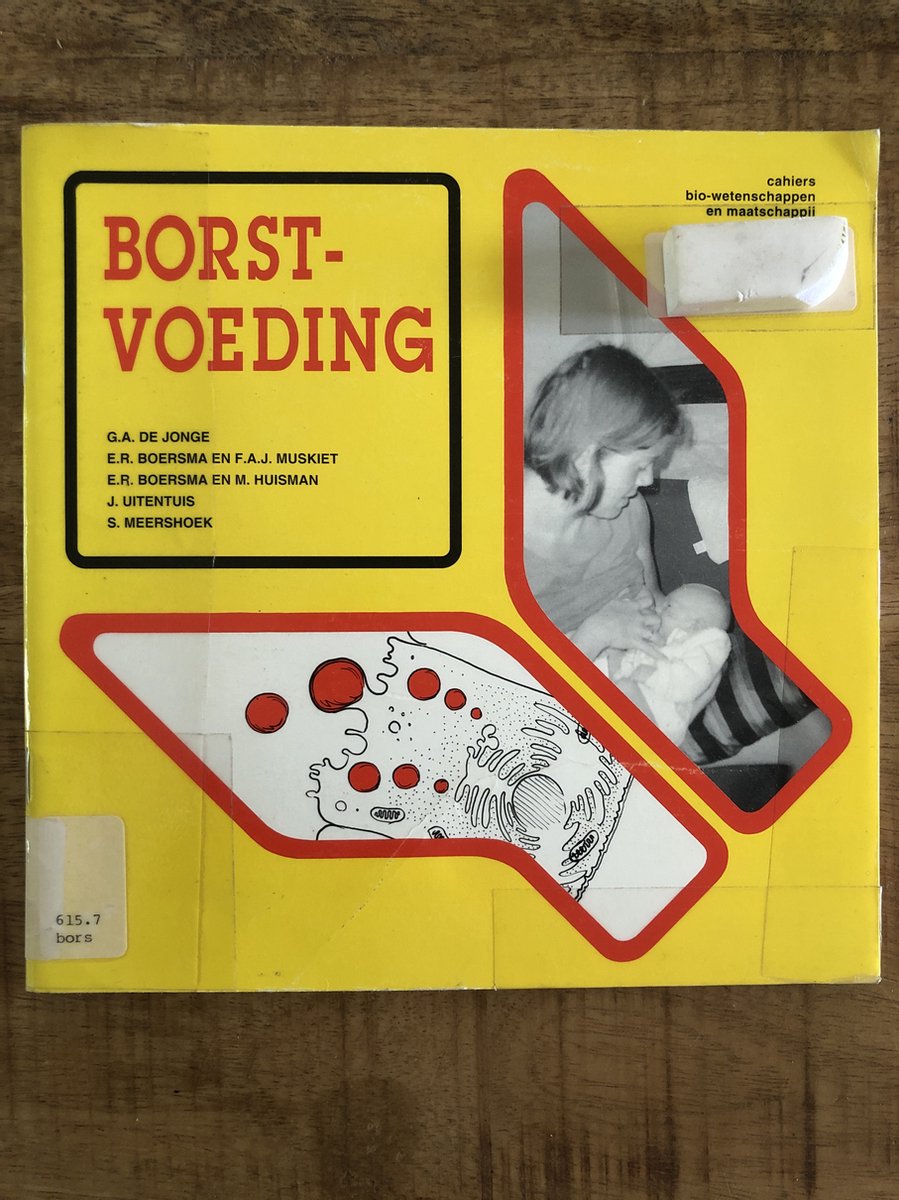 BORST-
VOEDING
G.A. DE JONGE
E.R. BOERSMA EN F.A.J. MUSKIET
E.R. BOERSMA EN M. HUISMAN
J. UITENTUIS
S. MEERSHOEK
cahiers
bio-wetenschappen
en maatschappij
615.7
bors